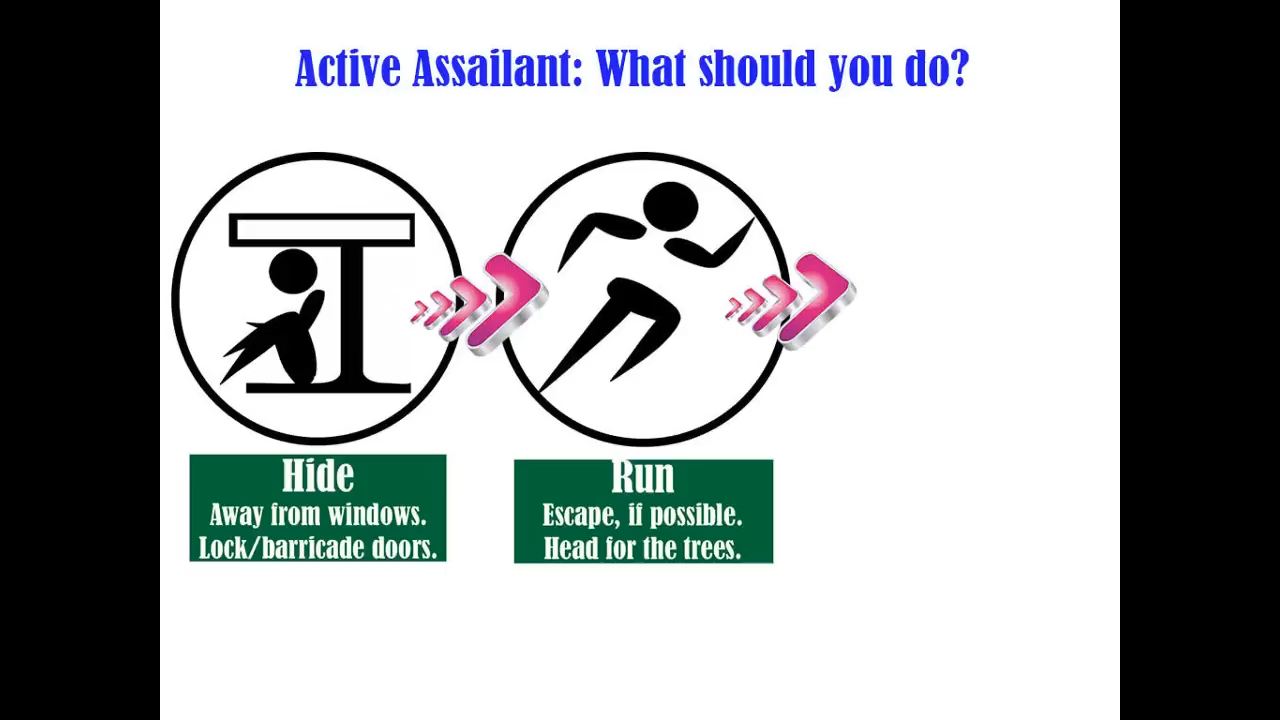 Active Assailant: What should you do?
Hide
Away from windows.
Lock/barricade doors.
Run
Escape, if possible.
Head for the trees.